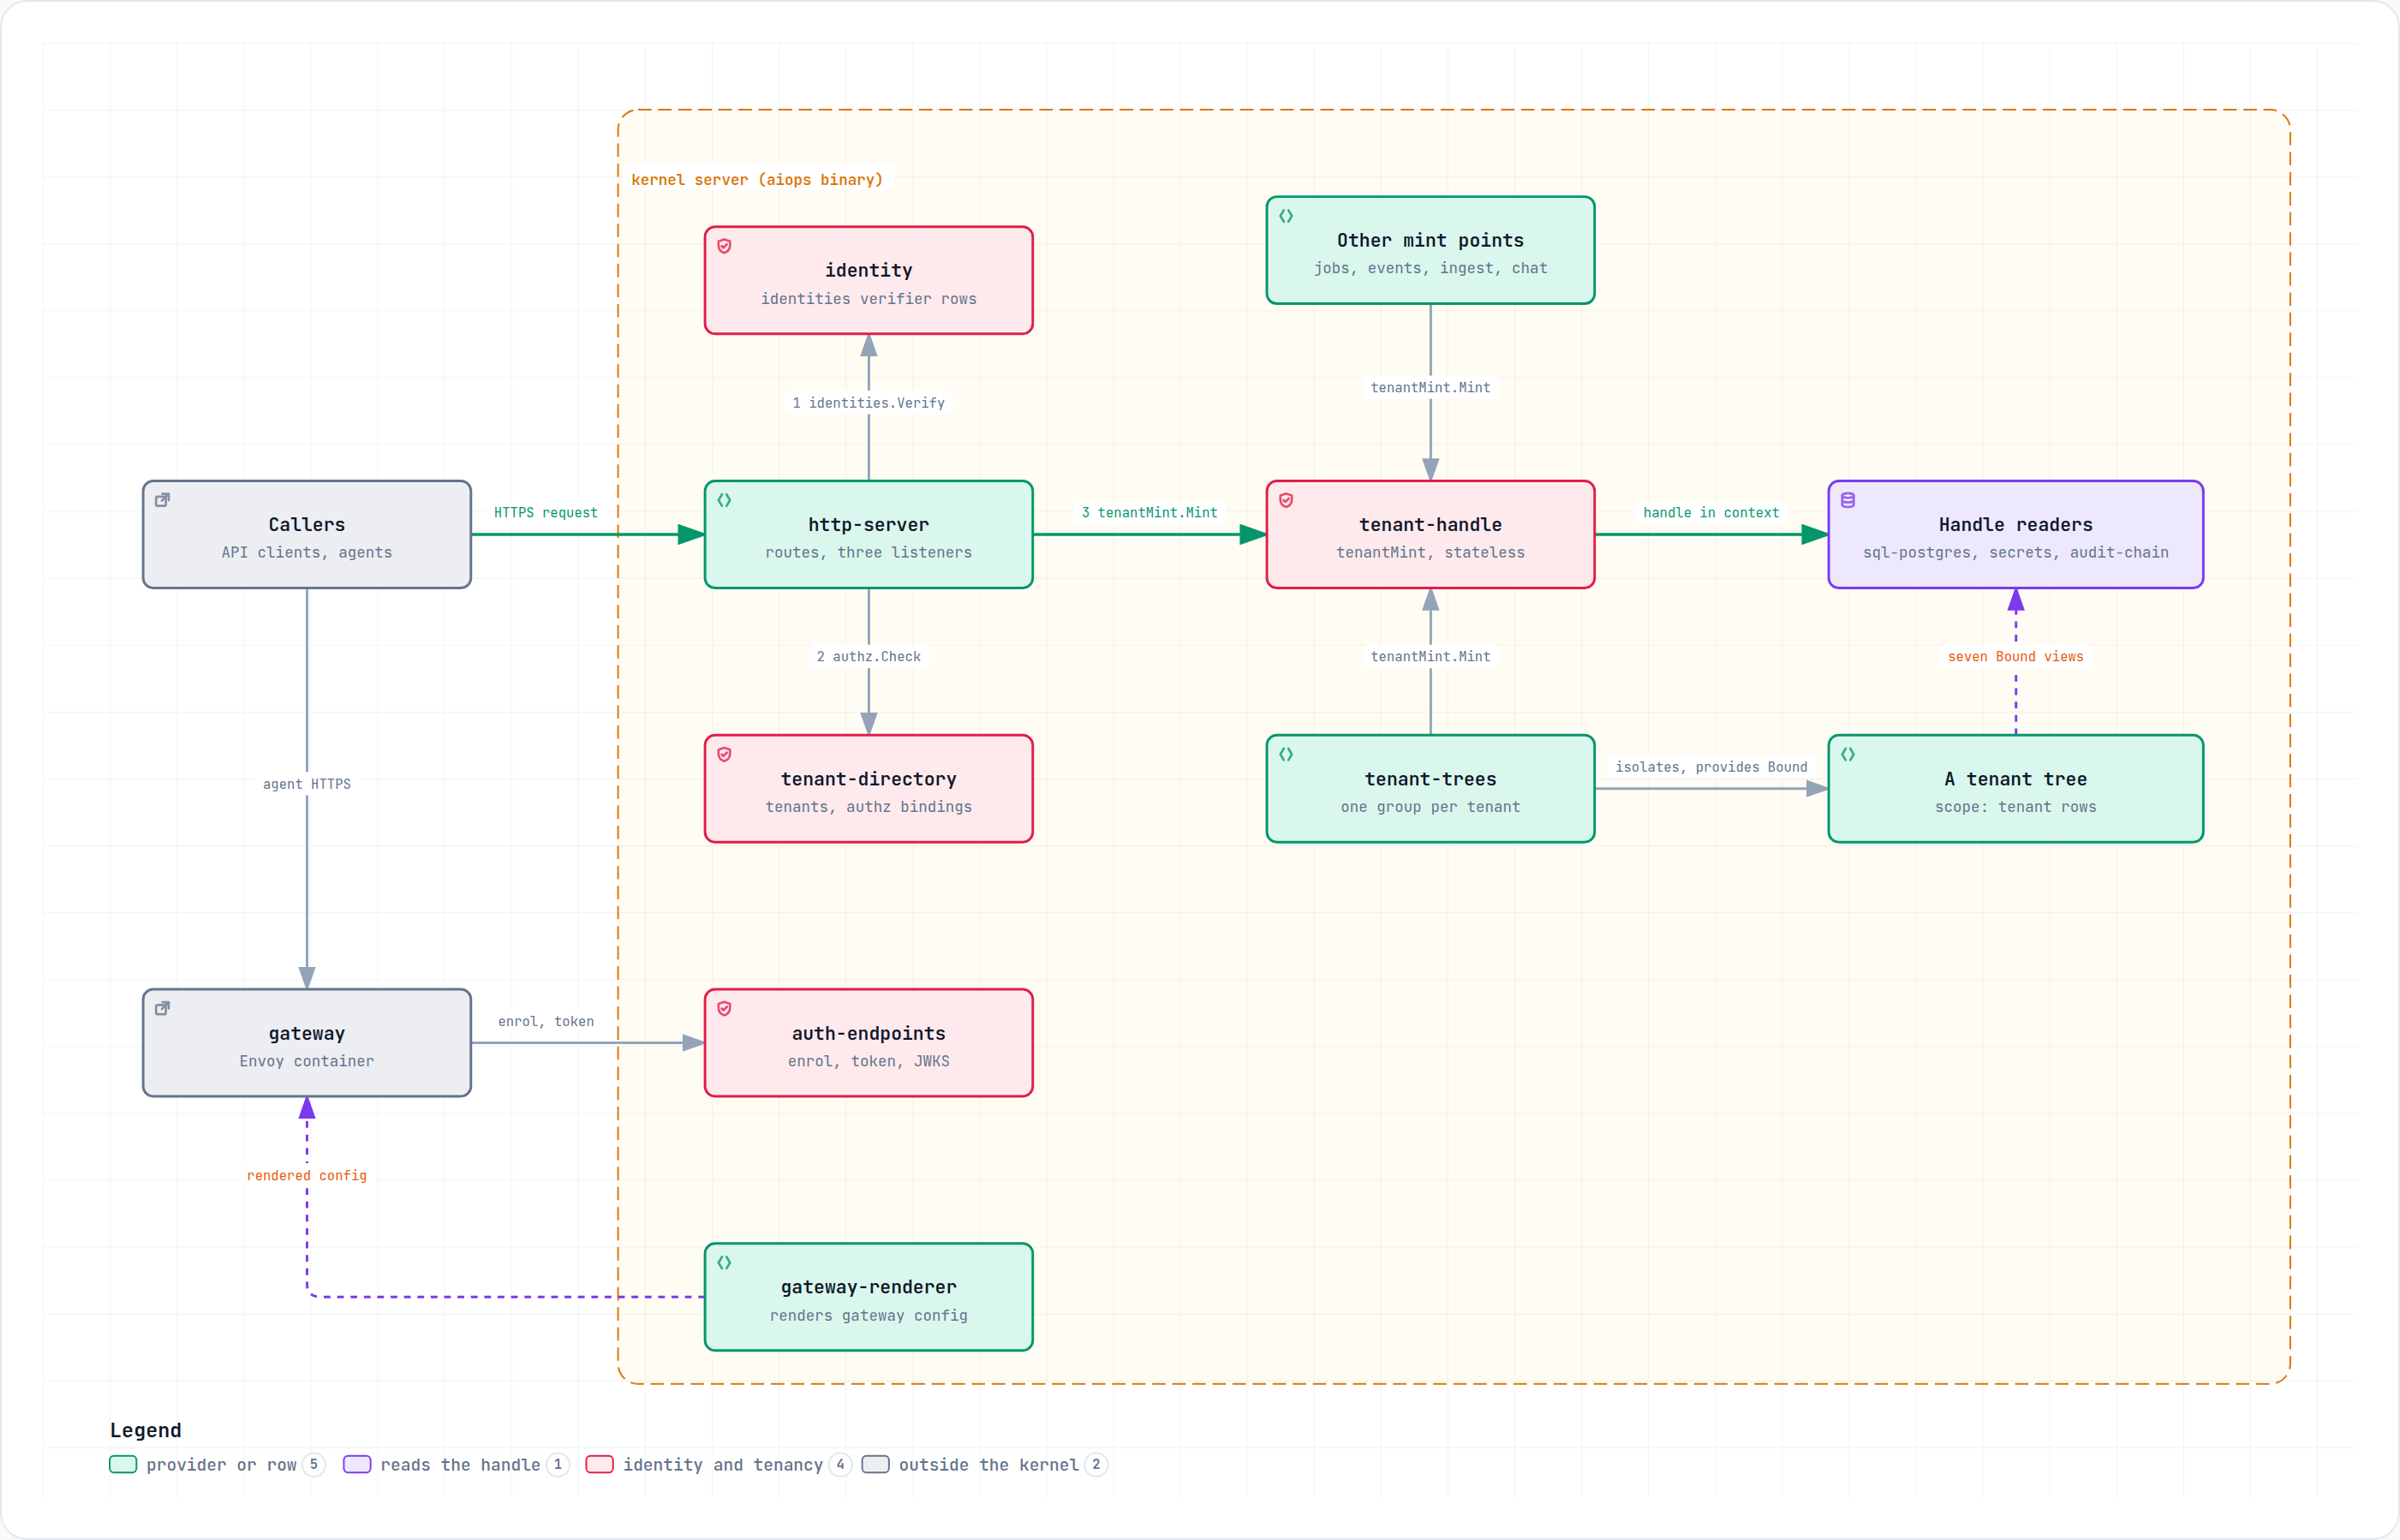 kernel server (aiops binary)
Other mint points
jobs, events, ingest, chat
identity
identities verifier rows
tenantMint.Mint
1 identities.Verify
Callers
API clients, agents
HTTPS request
http-server
routes, three listeners
3 tenantMint.Mint
tenant-handle
tenantMint, stateless
handle in context
Handle readers
sql-postgres, secrets, audit-chain
2 authz.Check
tenantMint.Mint
seven Bound views
agent HTTPS
tenant-directory
tenants, authz bindings
tenant-trees
one group per tenant
isolates, provides Bound
A tenant tree
scope: tenant rows
gateway
Envoy container
enrol, token
auth-endpoints
enrol, token, JWKS
rendered config
gateway-renderer
renders gateway config
Legend
provider or row 5 reads the handle 1 identity and tenancy 4 outside the kernel 2